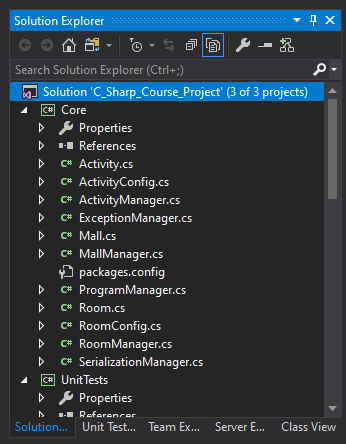 Solution Explorer
Search Solution Explorer (Ctrl+;)
Solution 'C_Sharp_Course_Project' (3 of 3 projects)
C# Core
Properties
References
C# Activity.cs
C# ActivityConfig.cs
C# ActivityManager.cs
C# ExceptionManager.cs
C# Mall.cs
C# MallManager.cs
packages.config
C# ProgramManager.cs
C# Room.cs
C# RoomConfig.cs
C# RoomManager.cs
C# SerializationManager.cs
C# UnitTests
Properties
References
Solution... Unit Test... Team Ex... Server E... Class View